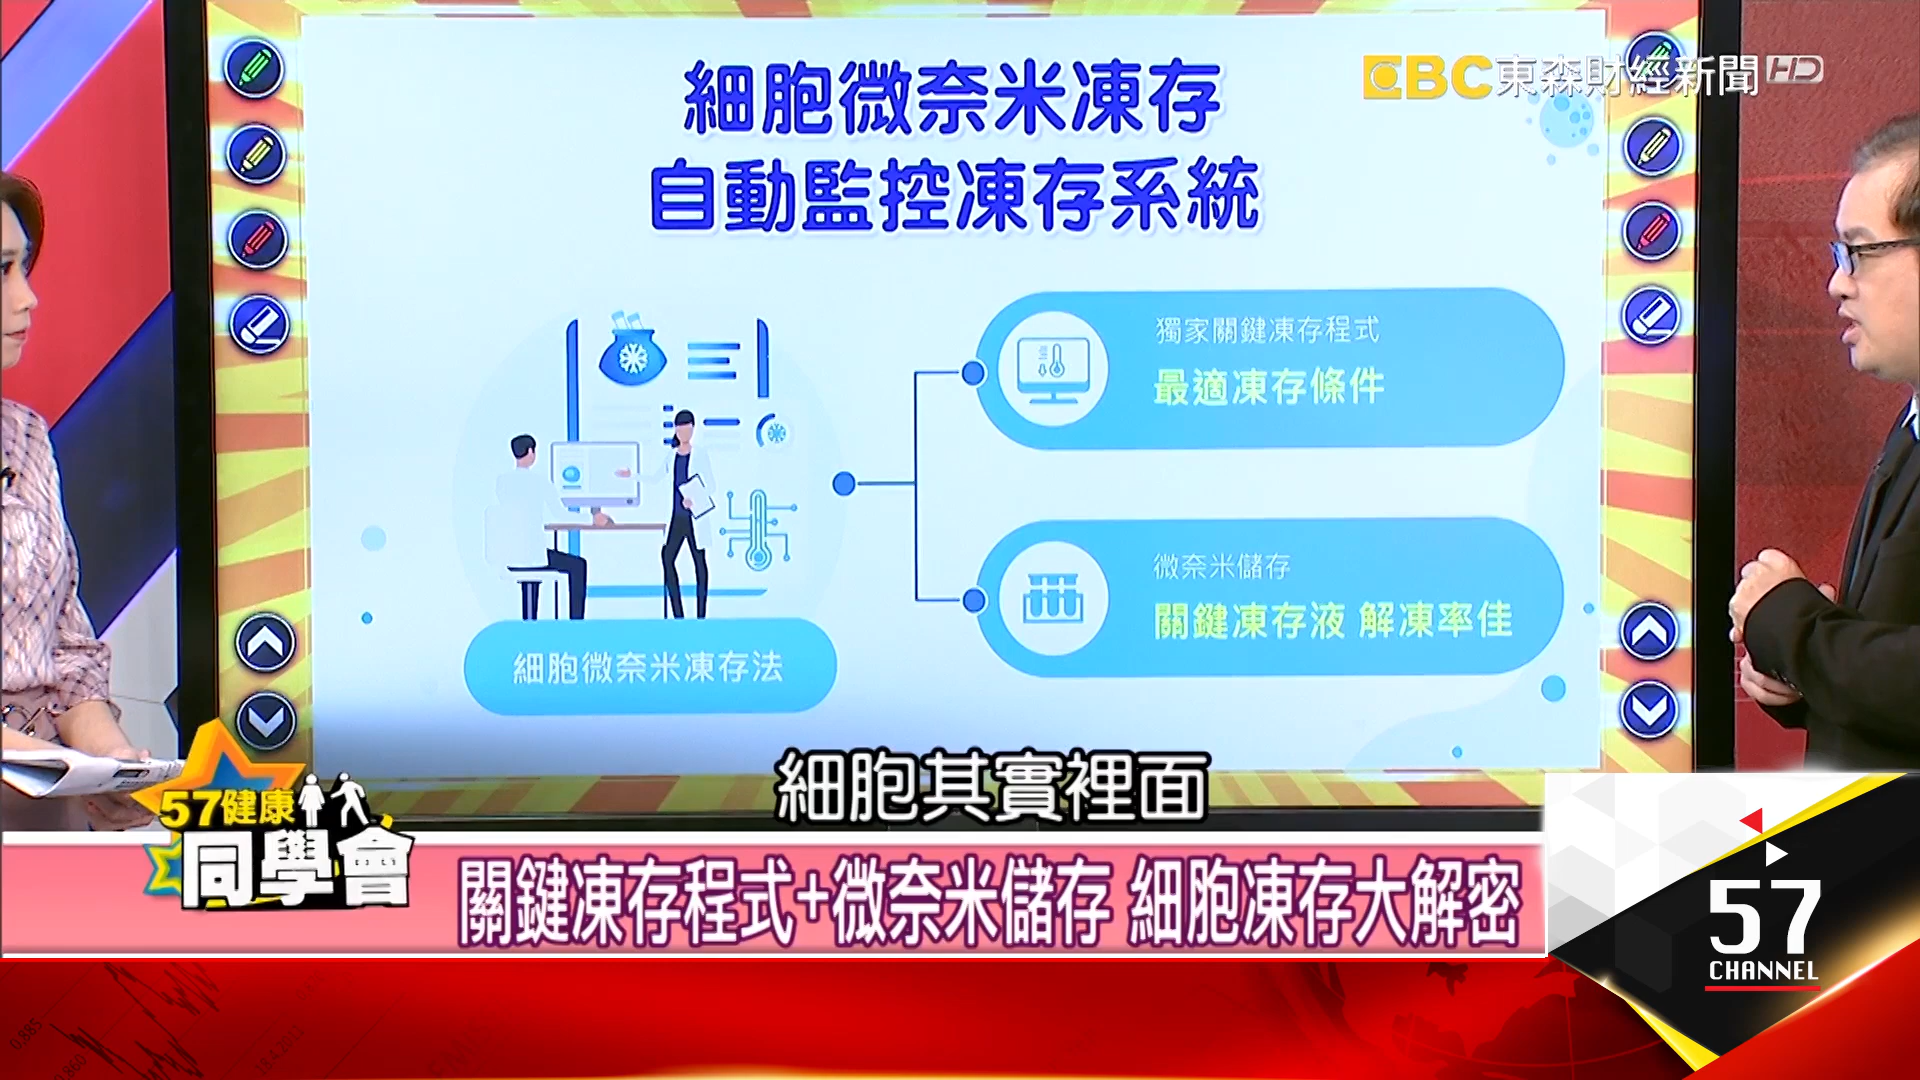 細胞微奈米凍存
自動監控凍存系統
EBC東森財經新聞HD
獨家關鍵凍存程式
最適凍存條件
微奈米儲存
關鍵凍存液 解凍率佳
細胞微奈米凍存法
細胞其實裡面
57健康
同學會
關鍵凍存程式+微奈米儲存 細胞凍存大解密
57
CHANNEL